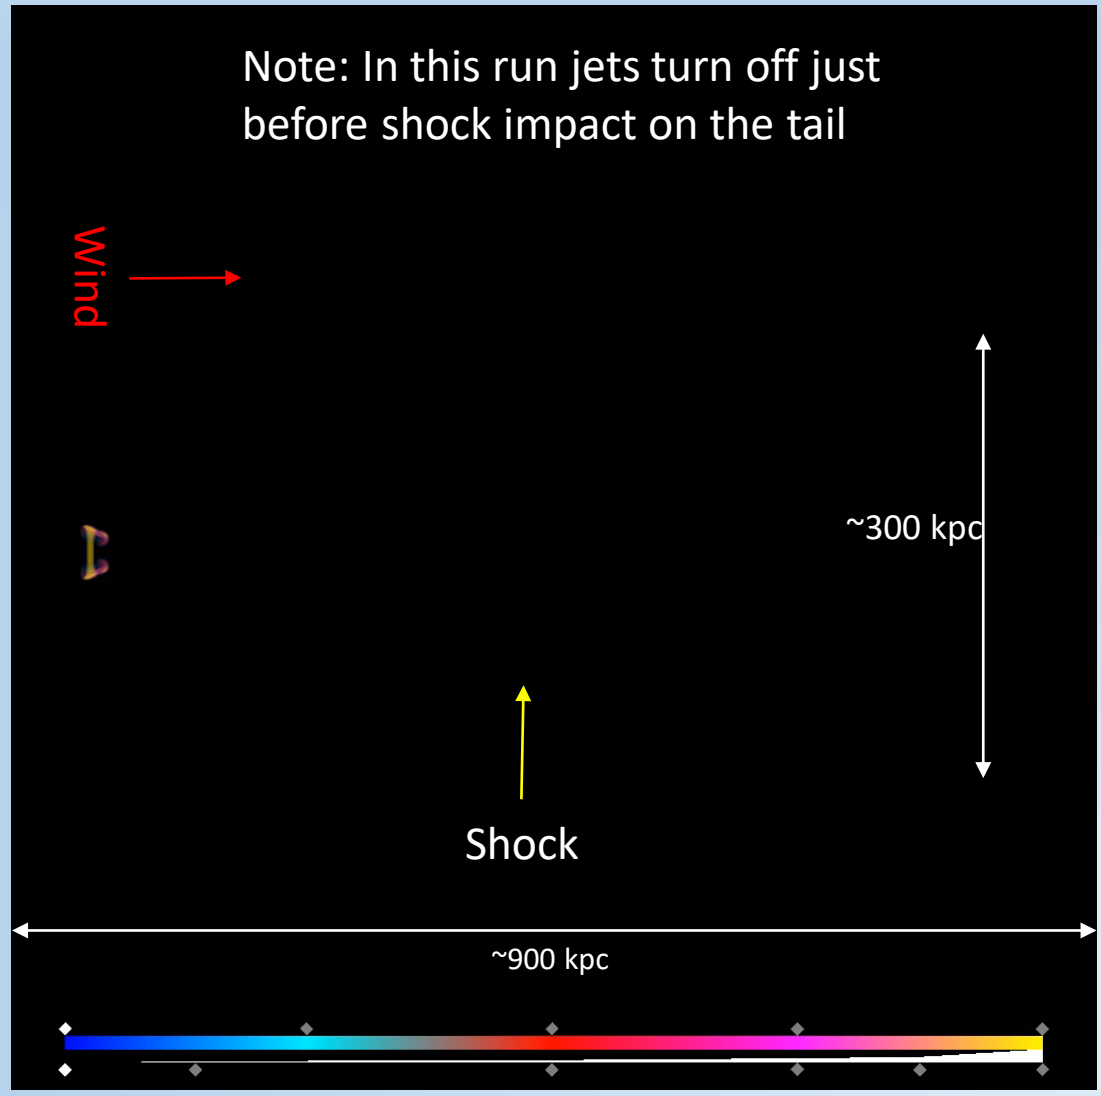 Note: In this run jets turn off just
before shock impact on the tail
Wind
~300 kpc
Shock
~900 kpc